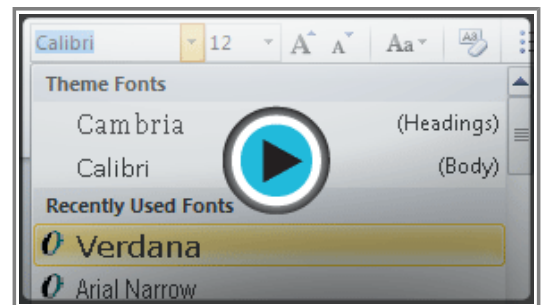 Calibri 12 A A Aa
Theme Fonts
Cambria (Headings)
Calibri (Body)
Recently Used Fonts
Verdana
Arial Narrow